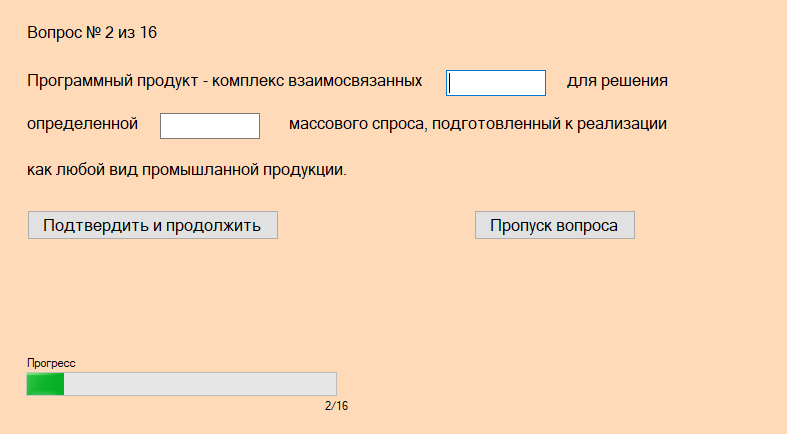 Вопрос № 2 из 16
Программный продукт - комплекс взаимосвязанных для решения
определенной массового спроса, подготовленный к реализации
как любой вид промышланной продукции.
Подтвердить и продолжить Пропуск вопроса
Прогресс
2/16